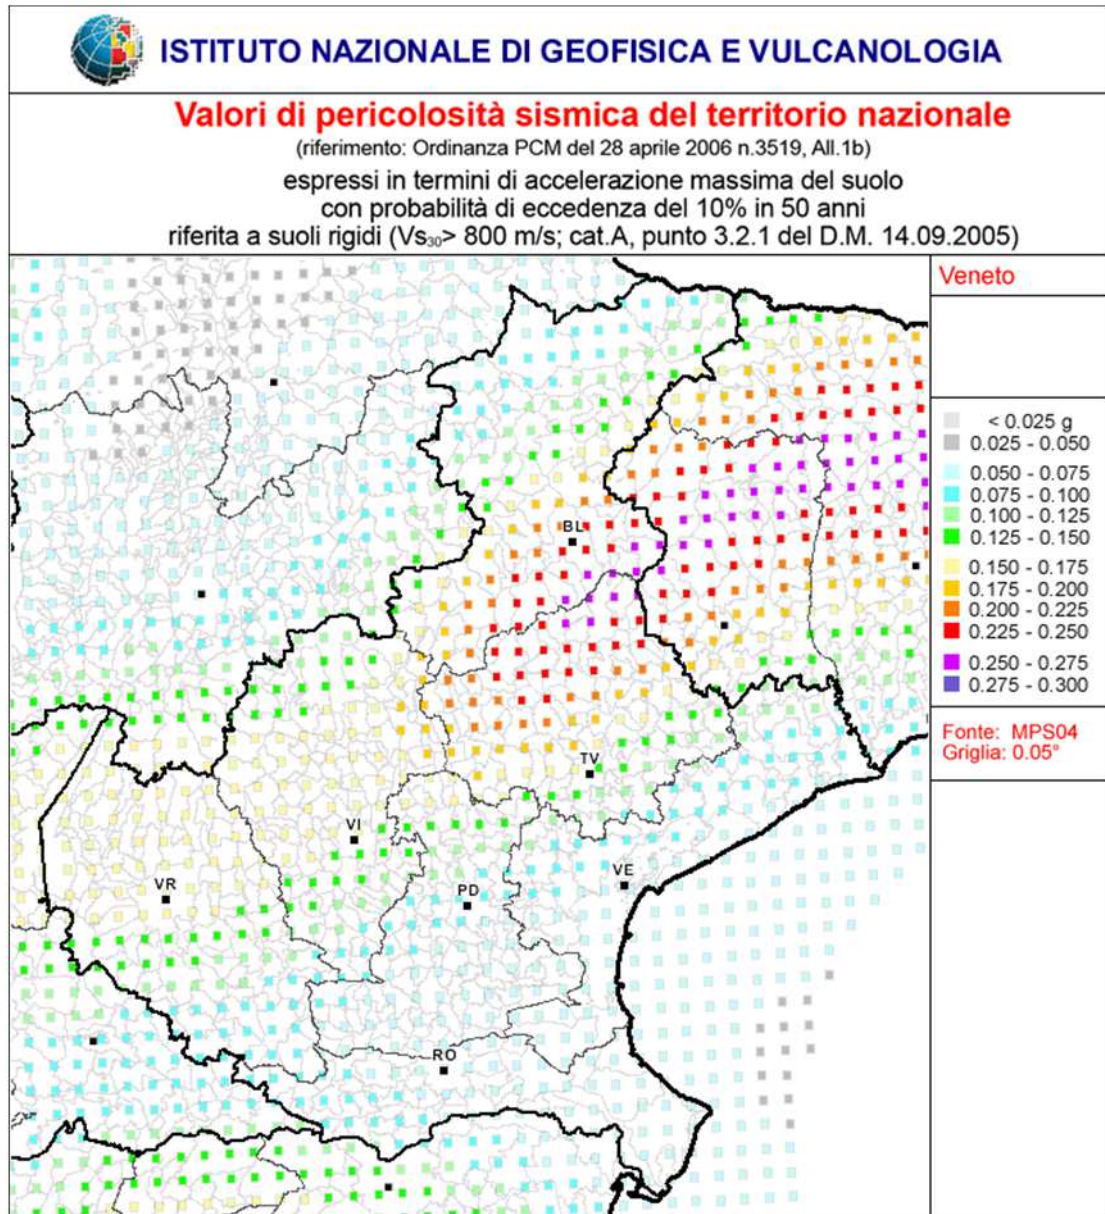 ISTITUTO NAZIONALE DI GEOFISICA E VULCANOLOGIA
Valori di pericolosità sismica del territorio nazionale
(riferimento: Ordinanza PCM del 28 aprile 2006 n.3519, All.1b)
espressi in termini di accelerazione massima del suolo
con probabilità di eccedenza del 10% in 50 anni
riferita a suoli rigidi (Vs₃₀> 800 m/s; cat.A, punto 3.2.1 del D.M. 14.09.2005)
Veneto
< 0.025 g
0.025 - 0.050
0.050 - 0.075
0.075 - 0.100
0.100 - 0.125
0.125 - 0.150
0.150 - 0.175
0.175 - 0.200
0.200 - 0.225
0.225 - 0.250
0.250 - 0.275
0.275 - 0.300
Fonte: MPS04
Griglia: 0.05°
BL
TV
VI
VR
PD
VE
RO